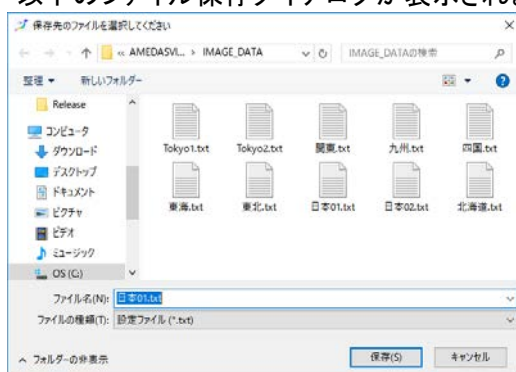 以下のファイル保存ダイアログが表示され
保存先のファイルを選択してください
« AMEDASVI... › IMAGE_DATA
IMAGE_DATAの検索
整理 新しいフォルダー
Release
コンピュータ
ダウンロード
デスクトップ
ドキュメント
ピクチャ
ビデオ
ミュージック
OS (C:)
Tokyo1.txt Tokyo2.txt 関東.txt 九州.txt 四国.txt
東海.txt 東北.txt 日本01.txt 日本02.txt 北海道.txt
ファイル名(N): 日本01.txt
ファイルの種類(T): 設定ファイル (*.txt)
フォルダーの非表示 保存(S) キャンセル